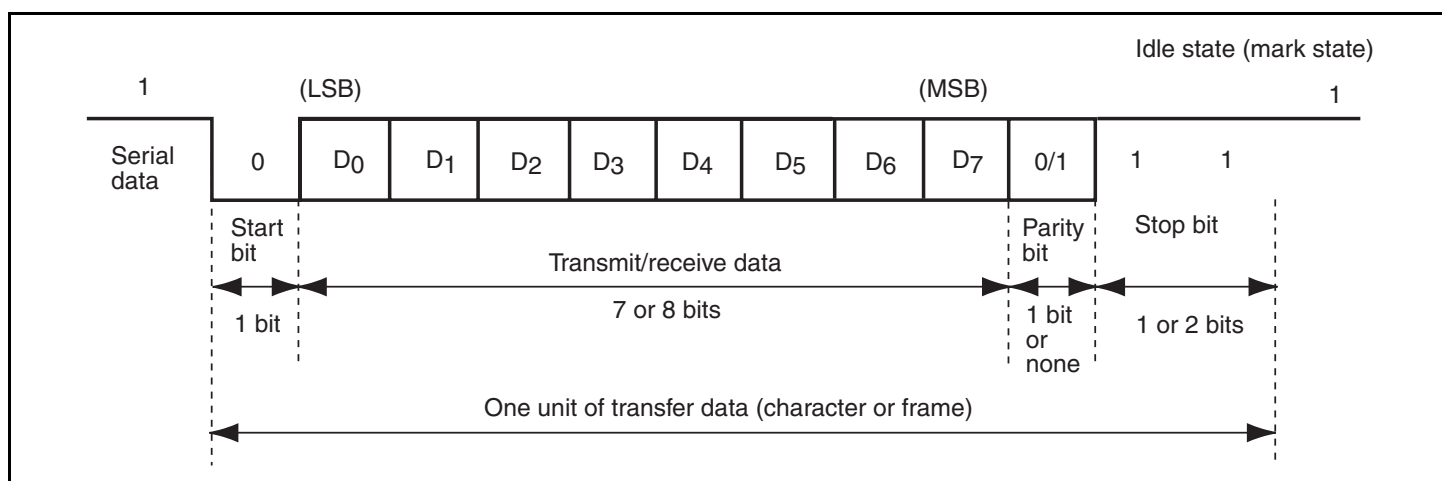 Idle state (mark state)
1 (LSB) (MSB) 1
Serial data
0 D0 D1 D2 D3 D4 D5 D6 D7 0/1 1 1
Start bit
Transmit/receive data
Parity bit
Stop bit
1 bit
7 or 8 bits
1 bit or none
1 or 2 bits
One unit of transfer data (character or frame)